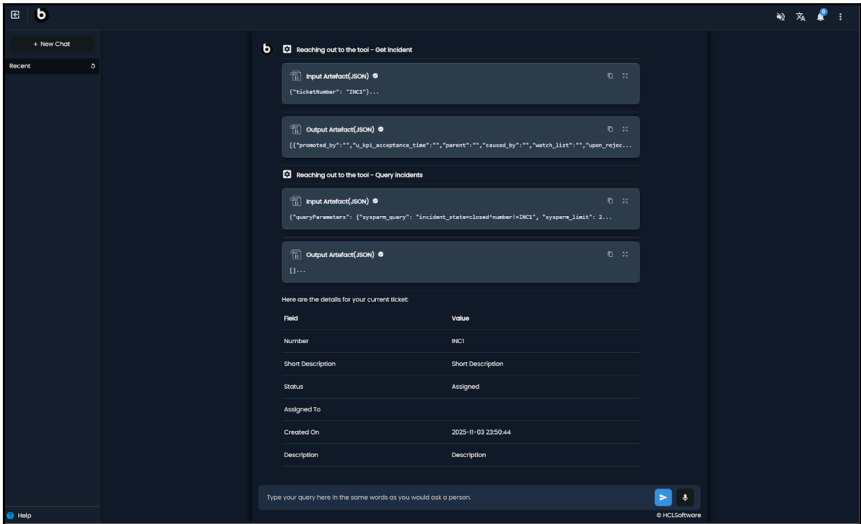 b
+ New Chat
Recent
b
Reaching out to the tool - Get Incident
Input Artefact(JSON)
{"ticketNumber": "INC1"}...
Output Artefact(JSON)
[{"promoted_by":"","u_kpi_acceptance_time":"","parent":"","caused_by":"","watch_list":"","upon_rejec...
Reaching out to the tool - Query Incidents
Input Artefact(JSON)
{"queryParameters": {"sysparm_query": "incident_state=closed^number!=INC1", "sysparm_limit": 2...
Output Artefact(JSON)
[]...
Here are the details for your current ticket:
Field Value
Number INC1
Short Description Short Description
Status Assigned
Assigned To
Created On 2025-11-03 23:50:44
Description Description
Type your query here in the same words as you would ask a person.
Help
© HCLSoftware